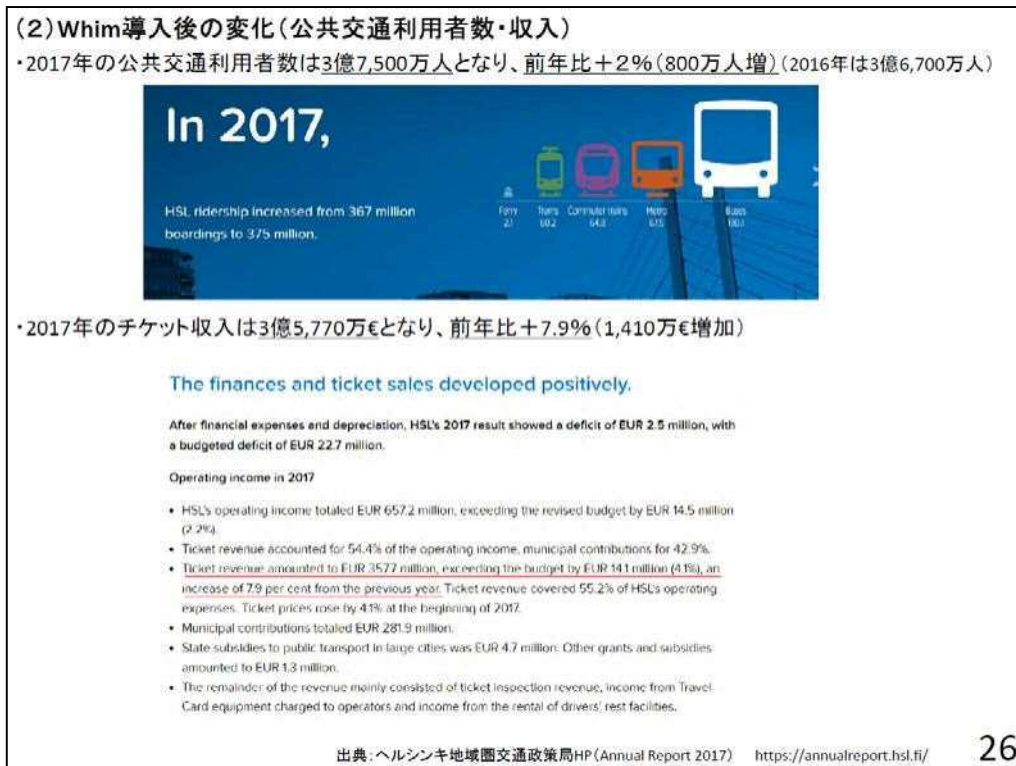 (2)Whim導入後の変化(公共交通利用者数・収入)
・2017年の公共交通利用者数は3億7,500万人となり、前年比+2%(800万人増)(2016年は3億6,700万人)
In 2017,
HSL ridership increased from 367 million
boardings to 375 million.
Ferry Trams Commuter trains Metro Buses
2.1 60.2 64.8 67.5
・2017年のチケット収入は3億5,770万€となり、前年比+7.9%(1,410万€増加)
The finances and ticket sales developed positively.
After financial expenses and depreciation, HSL's 2017 result showed a deficit of EUR 2.5 million, with
a budgeted deficit of EUR 22.7 million.
Operating income in 2017
• HSL's operating income totaled EUR 657.2 million, exceeding the revised budget by EUR 14.5 million
(2.2%).
• Ticket revenue accounted for 54.4% of the operating income, municipal contributions for 42.9%.
• Ticket revenue amounted to EUR 357.7 million, exceeding the budget by EUR 14.1 million (4.1%), an
increase of 7.9 per cent from the previous year. Ticket revenue covered 55.2% of HSL's operating
expenses. Ticket prices rose by 4.1% at the beginning of 2017.
• Municipal contributions totaled EUR 281.9 million.
• State subsidies to public transport in large cities was EUR 4.7 million. Other grants and subsidies
amounted to EUR 1.3 million.
• The remainder of the revenue mainly consisted of ticket inspection revenue, income from Travel
Card equipment charged to operators and income from the rental of drivers' rest facilities.
出典:ヘルシンキ地域圏交通政策局HP(Annual Report 2017) https://annualreport.hsl.fi/
26